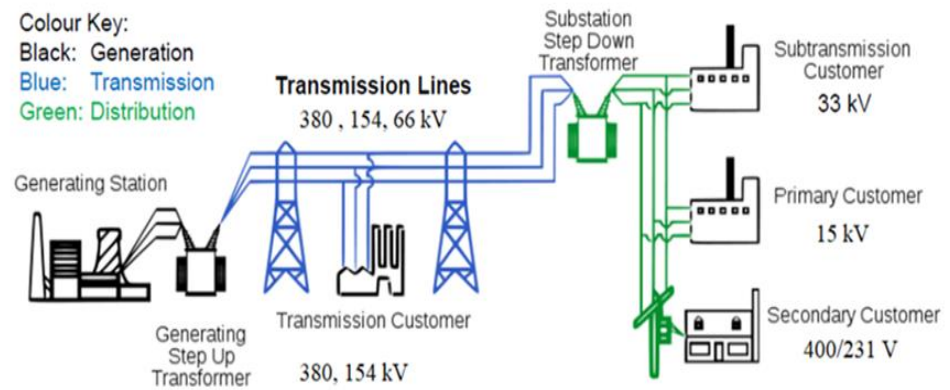 Colour Key:
Black: Generation
Blue: Transmission
Green: Distribution
Transmission Lines
380 , 154, 66 kV
Substation
Step Down
Transformer
Subtransmission
Customer
33 kV
Generating Station
Primary Customer
15 kV
Generating
Step Up
Transformer
Transmission Customer
380, 154 kV
Secondary Customer
400/231 V